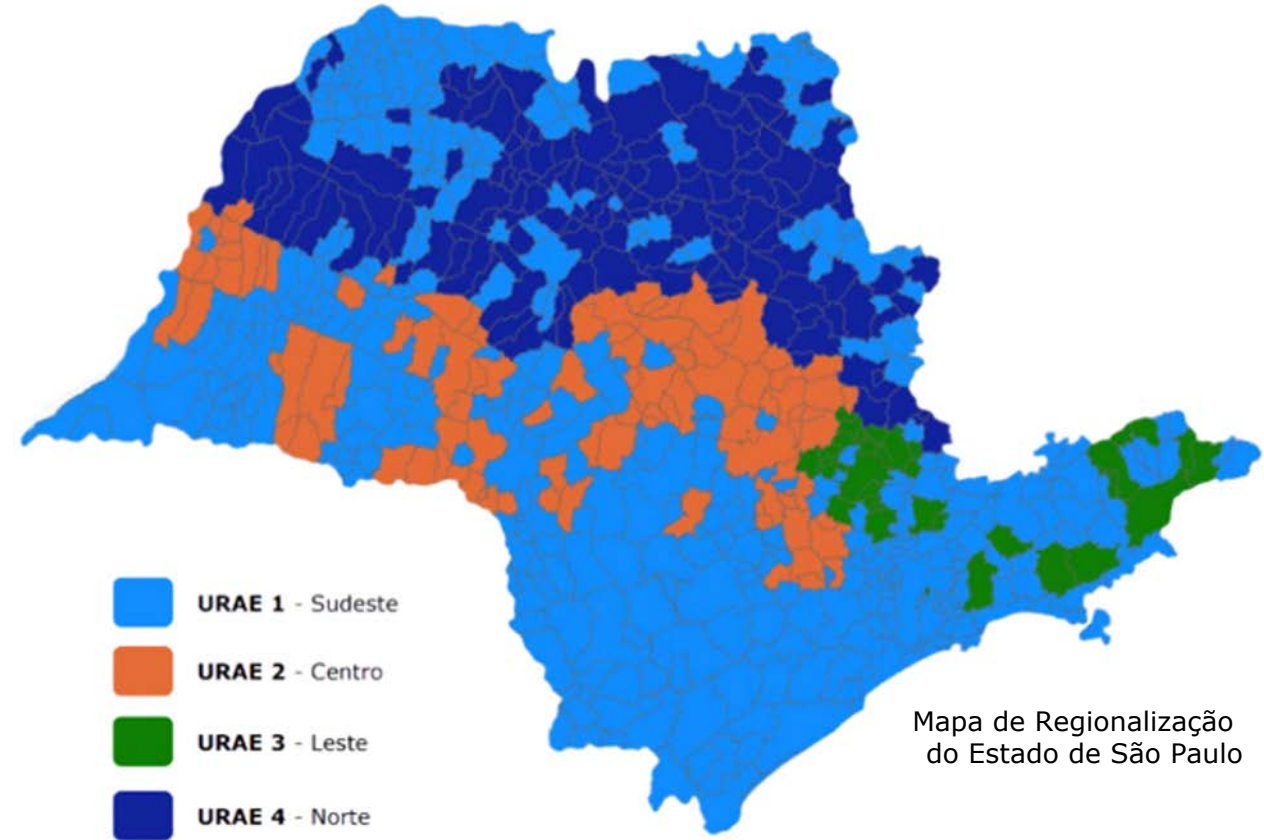 URAE 1 - Sudeste
URAE 2 - Centro
URAE 3 - Leste
URAE 4 - Norte
Mapa de Regionalização
do Estado de São Paulo